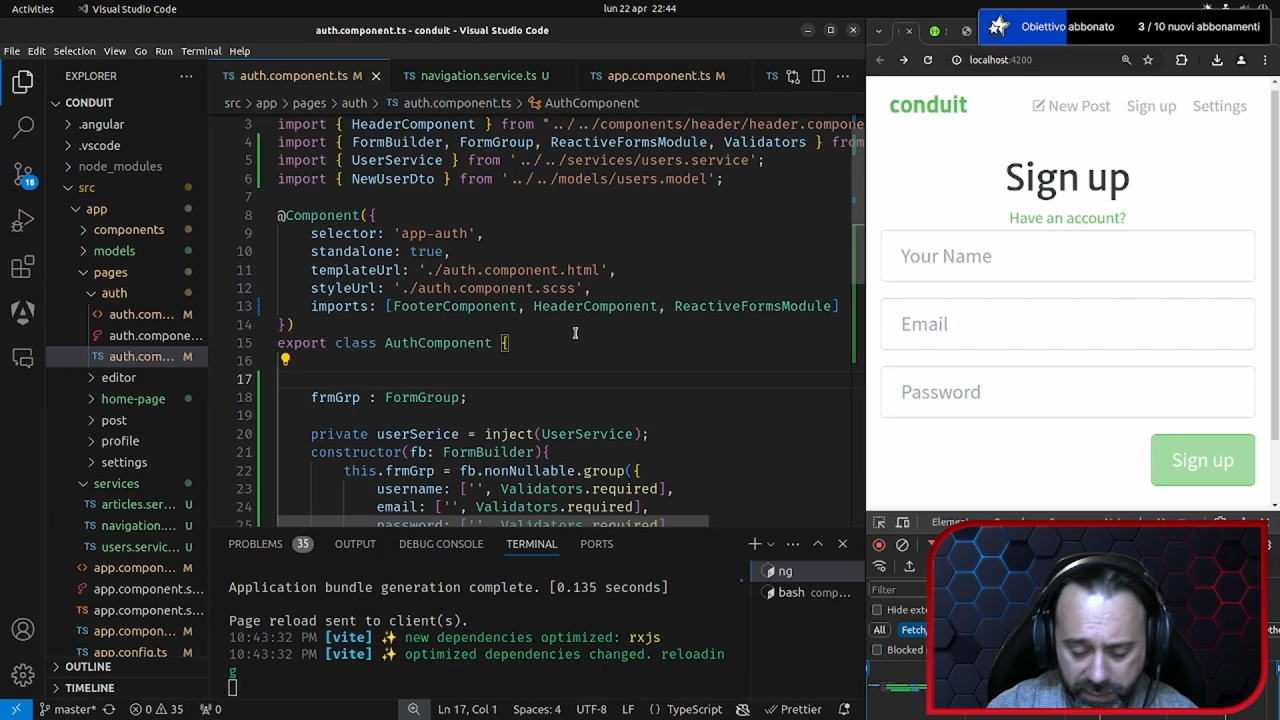 Activities
Visual Studio Code
lun 22 apr 22:44
auth.component.ts - conduit - Visual Studio Code
File Edit Selection View Go Run Terminal Help
EXPLORER
CONDUIT
.angular
.vscode
node_modules
src
app
components
models
pages
auth
auth.com... M
auth.compone...
auth.com... M
editor
home-page
post
profile
settings
services
articles.ser... U
navigation.... U
users.servic... U
app.compon... M
app.component.s...
app.component...
app.compon... M
app.config.ts
OUTLINE
TIMELINE
18
auth.component.ts M
navigation.service.ts U
app.component.ts M
src > app > pages > auth > auth.component.ts > AuthComponent
3 import { HeaderComponent } from "../../components/header/header.compone
4 import { FormBuilder, FormGroup, ReactiveFormsModule, Validators } from
5 import { UserService } from '../../services/users.service';
6 import { NewUserDto } from '../../models/users.model';
7
8 @Component({
9 selector: 'app-auth',
10 standalone: true,
11 templateUrl: './auth.component.html',
12 styleUrl: './auth.component.scss',
13 imports: [FooterComponent, HeaderComponent, ReactiveFormsModule]
14 })
15 export class AuthComponent {
16
17
18 frmGrp : FormGroup;
19
20 private userSerice = inject(UserService);
21 constructor(fb: FormBuilder){
22 this.frmGrp = fb.nonNullable.group({
23 username: ['', Validators.required],
24 email: ['', Validators.required],
25 password: ['', Validators.required]
PROBLEMS 35 OUTPUT DEBUG CONSOLE TERMINAL PORTS
ng
bash comp...
Application bundle generation complete. [0.135 seconds]
Page reload sent to client(s).
10:43:32 PM [vite] ✨ new dependencies optimized: rxjs
10:43:32 PM [vite] ✨ optimized dependencies changed. reloadin
g
master* 0 35 0 Ln 17, Col 1 Spaces: 4 UTF-8 LF {} TypeScript Prettier
Obiettivo abbonato 3 / 10 nuovi abbonamenti
localhost:4200
conduit
New Post Sign up Settings
Sign up
Have an account?
Your Name
Email
Password
Sign up
Filter
Hide ex
All Fetch
Blocked